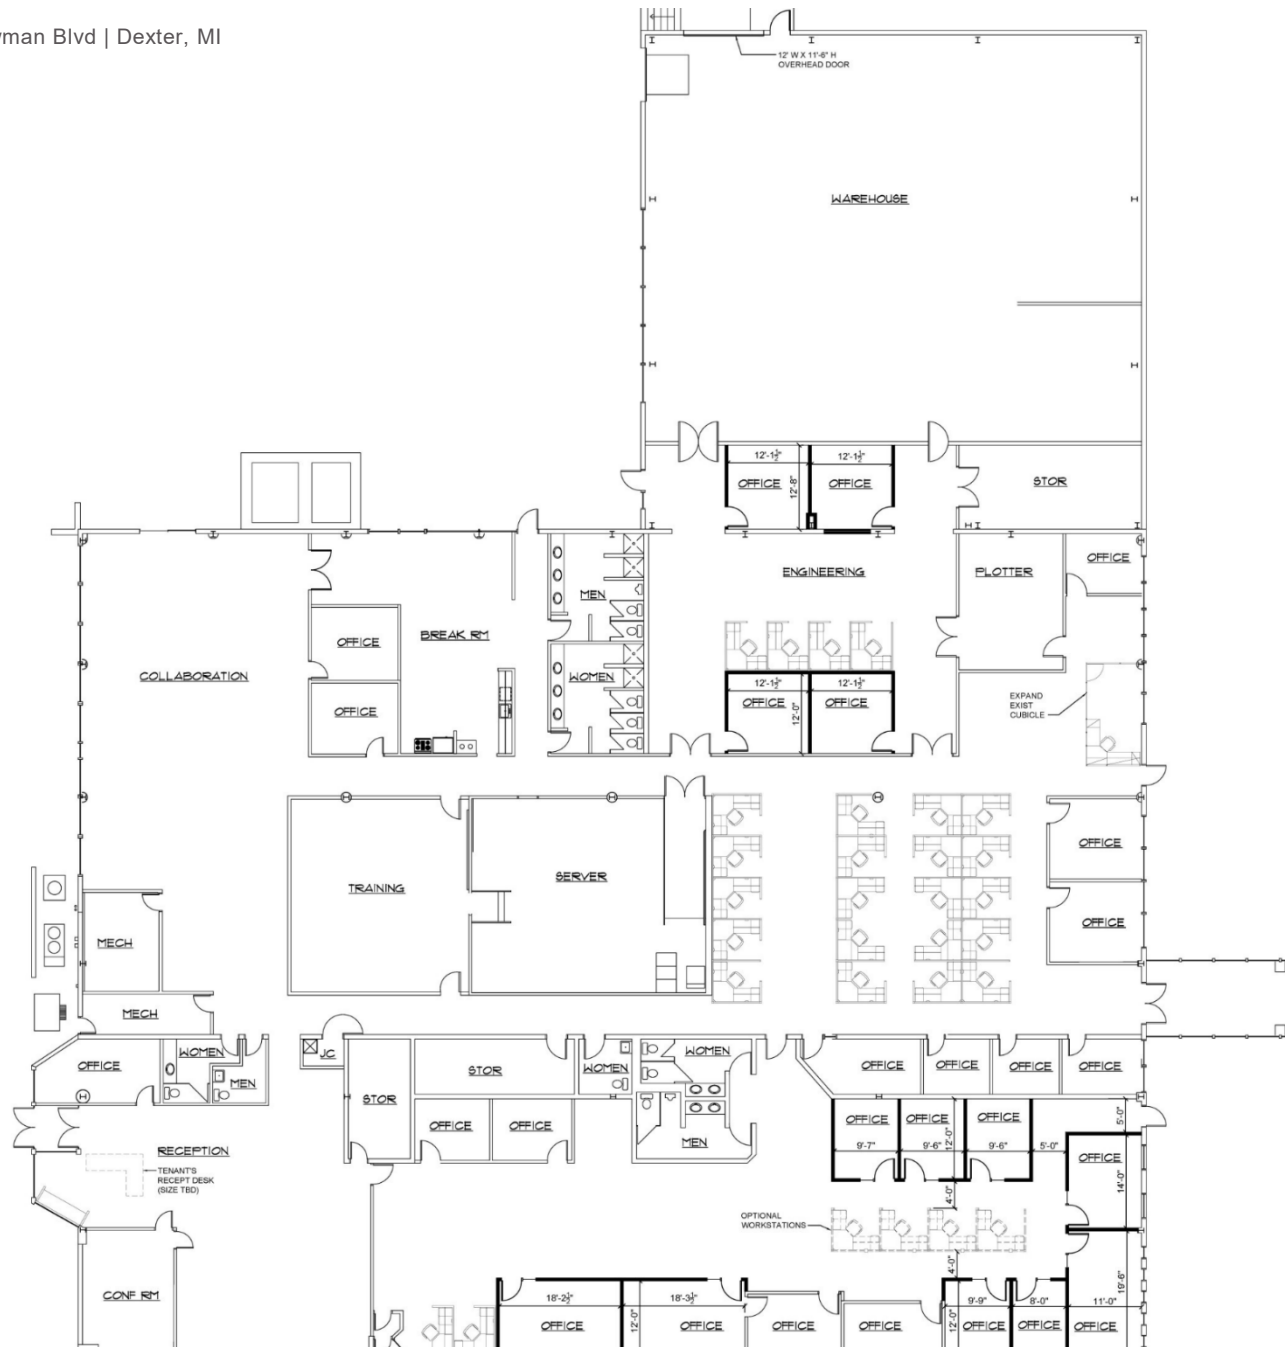 wman Blvd | Dexter, MI
12' W X 11'-6" H
OVERHEAD DOOR
WAREHOUSE
12'-1½"
12'-1½"
OFFICE
12'-8"
OFFICE
STOR
ENGINEERING
PLOTTER
OFFICE
MEN
BREAK RM
OFFICE
COLLABORATION
WOMEN
OFFICE
12'-1½"
12'-1½"
OFFICE
12'-0"
OFFICE
EXPAND
EXIST
CUBICLE
TRAINING
SERVER
OFFICE
OFFICE
MECH
MECH
OFFICE
WOMEN
MEN
JC
STOR
STOR
WOMEN
WOMEN
MEN
OFFICE
OFFICE
OFFICE
OFFICE
OFFICE
OFFICE
OFFICE
OFFICE
OFFICE
9'-7"
9'-6"
12'-0"
9'-6"
5'-0"
5'-0"
OFFICE
14'-0"
RECEPTION
TENANT'S
RECEPT DESK
(SIZE TBD)
4'-0"
OPTIONAL
WORKSTATIONS
4'-0"
CONF RM
18'-2½"
18'-3½"
9'-9"
8'-0"
11'-0"
19'-6"
OFFICE
12'-0"
OFFICE
OFFICE
OFFICE
12'-0"
OFFICE
OFFICE
OFFICE